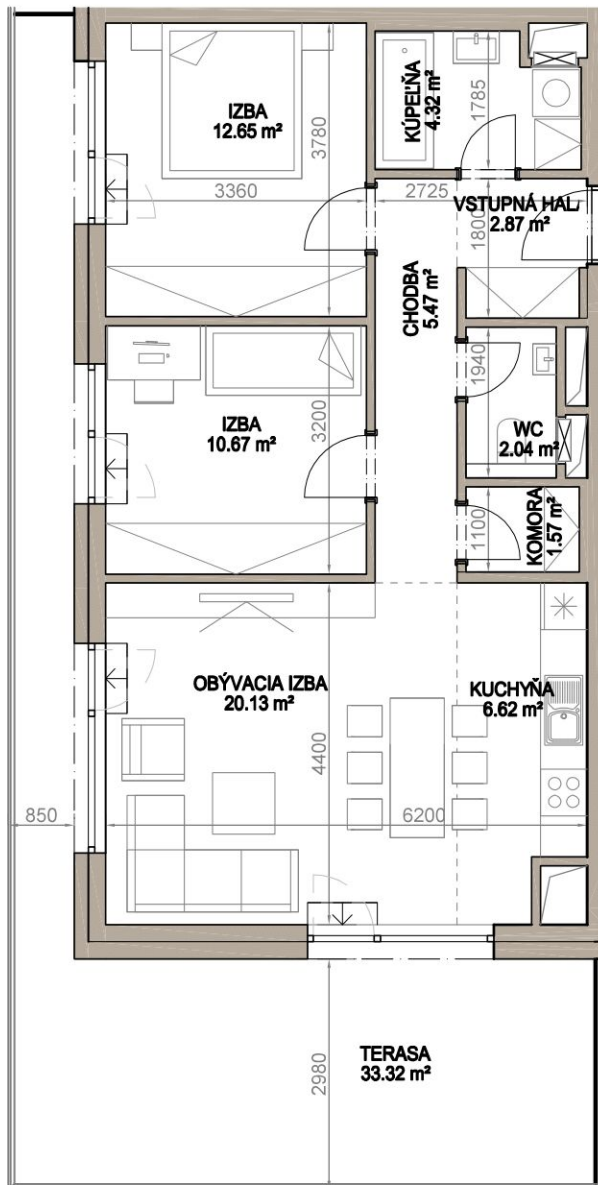 IZBA
12.65 m²
3780
3360
KÚPEĽŇA
4.32 m²
1785
2725
VSTUPNÁ HALA
2.87 m²
1800
CHODBA
5.47 m²
IZBA
10.67 m²
3200
1940
WC
2.04 m²
KOMORA
1.57 m²
1100
OBÝVACIA IZBA
20.13 m²
KUCHYŇA
6.62 m²
4400
6200
850
TERASA
33.32 m²
2980